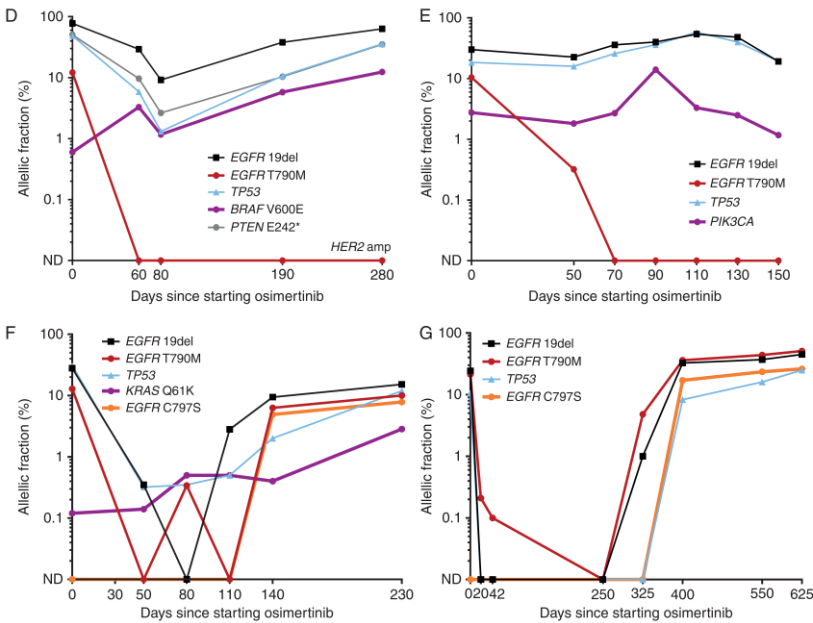 D
Allellic fraction (%)
100
10
1
0.1
ND
EGFR 19del
EGFR T790M
TP53
BRAF V600E
PTEN E242*
HER2 amp
0 60 80 190 280
Days since starting osimertinib
E
Allellic fraction (%)
100
10
1
0.1
ND
EGFR 19del
EGFR T790M
TP53
PIK3CA
0 50 70 90 110 130 150
Days since starting osimertinib
F
Allellic fraction (%)
100
10
1
0.1
ND
EGFR 19del
EGFR T790M
TP53
KRAS Q61K
EGFR C797S
0 30 50 80 110 140 230
Days since starting osimertinib
G
Allellic fraction (%)
100
10
1
0.1
ND
EGFR 19del
EGFR T790M
TP53
EGFR C797S
0 20 42 250 325 400 550 625
Days since starting osimertinib